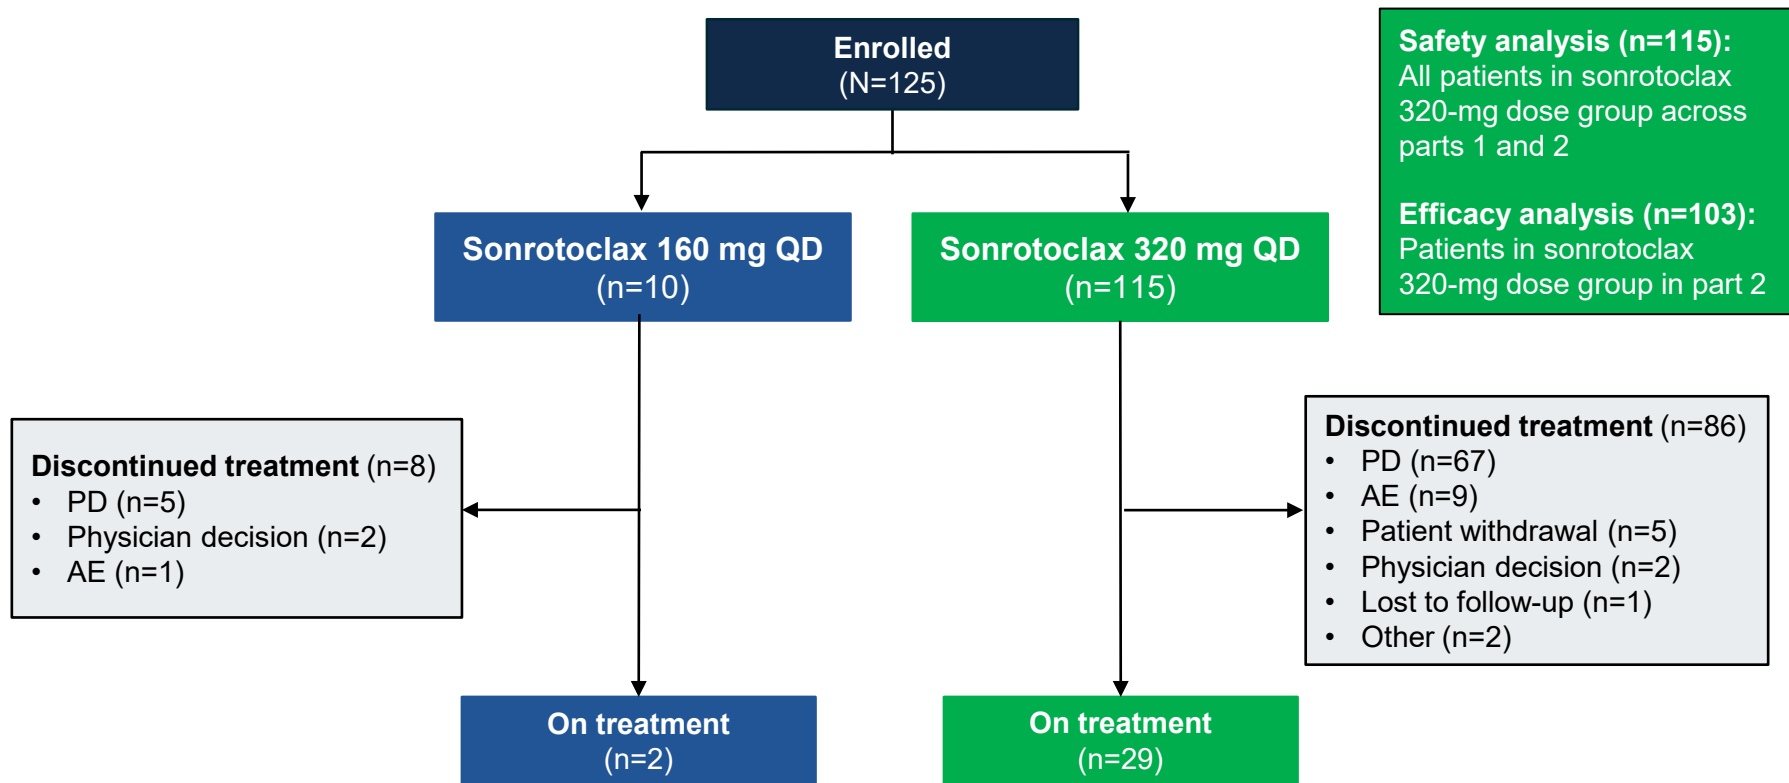 Enrolled
(N=125)
Safety analysis (n=115):
All patients in sonrotoclax
320-mg dose group across
parts 1 and 2
Efficacy analysis (n=103):
Patients in sonrotoclax
320-mg dose group in part 2
Sonrotoclax 160 mg QD
(n=10)
Sonrotoclax 320 mg QD
(n=115)
Discontinued treatment (n=8)
• PD (n=5)
• Physician decision (n=2)
• AE (n=1)
Discontinued treatment (n=86)
• PD (n=67)
• AE (n=9)
• Patient withdrawal (n=5)
• Physician decision (n=2)
• Lost to follow-up (n=1)
• Other (n=2)
On treatment
(n=2)
On treatment
(n=29)